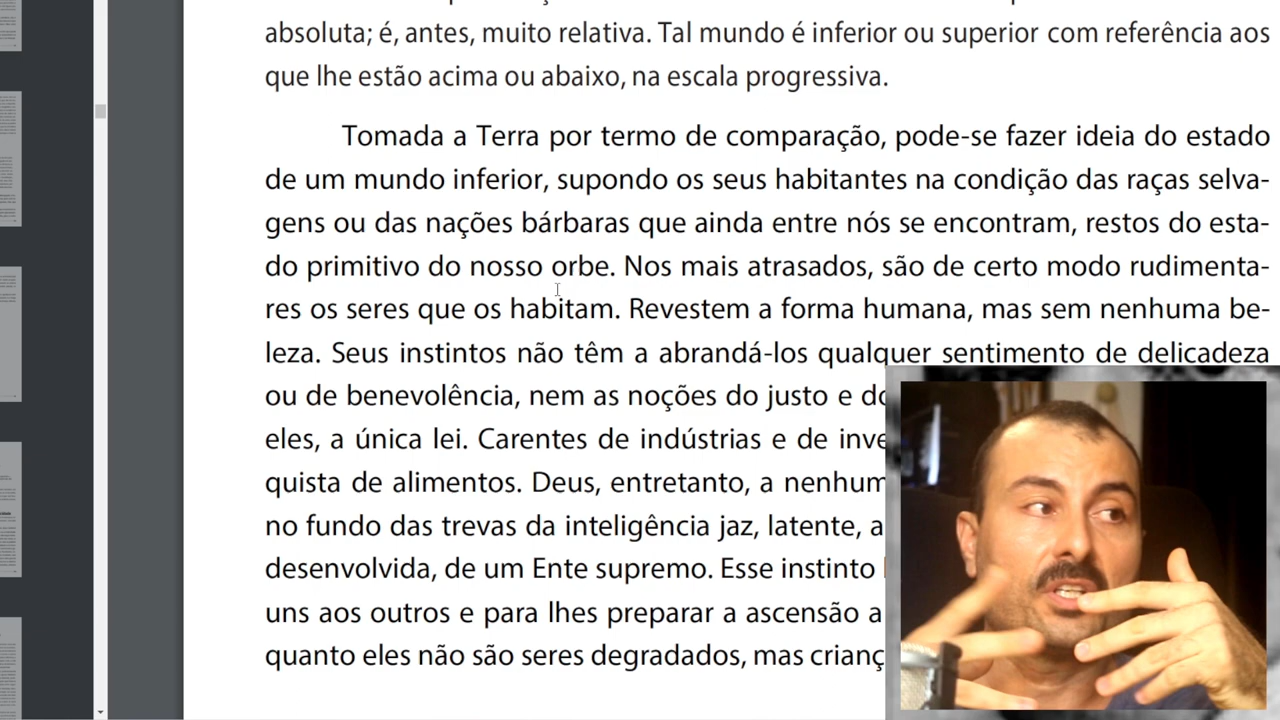 absoluta; é, antes, muito relativa. Tal mundo é inferior ou superior com referência aos
que lhe estão acima ou abaixo, na escala progressiva.
Tomada a Terra por termo de comparação, pode-se fazer ideia do estado
de um mundo inferior, supondo os seus habitantes na condição das raças selva-
gens ou das nações bárbaras que ainda entre nós se encontram, restos do esta-
do primitivo do nosso orbe. Nos mais atrasados, são de certo modo rudimenta-
res os seres que os habitam. Revestem a forma humana, mas sem nenhuma be-
leza. Seus instintos não têm a abrandá-los qualquer sentimento de delicadeza
ou de benevolência, nem as noções do justo e do
eles, a única lei. Carentes de indústrias e de inve
quista de alimentos. Deus, entretanto, a nenhum
no fundo das trevas da inteligência jaz, latente, a
desenvolvida, de um Ente supremo. Esse instinto
uns aos outros e para lhes preparar a ascensão a
quanto eles não são seres degradados, mas crianç